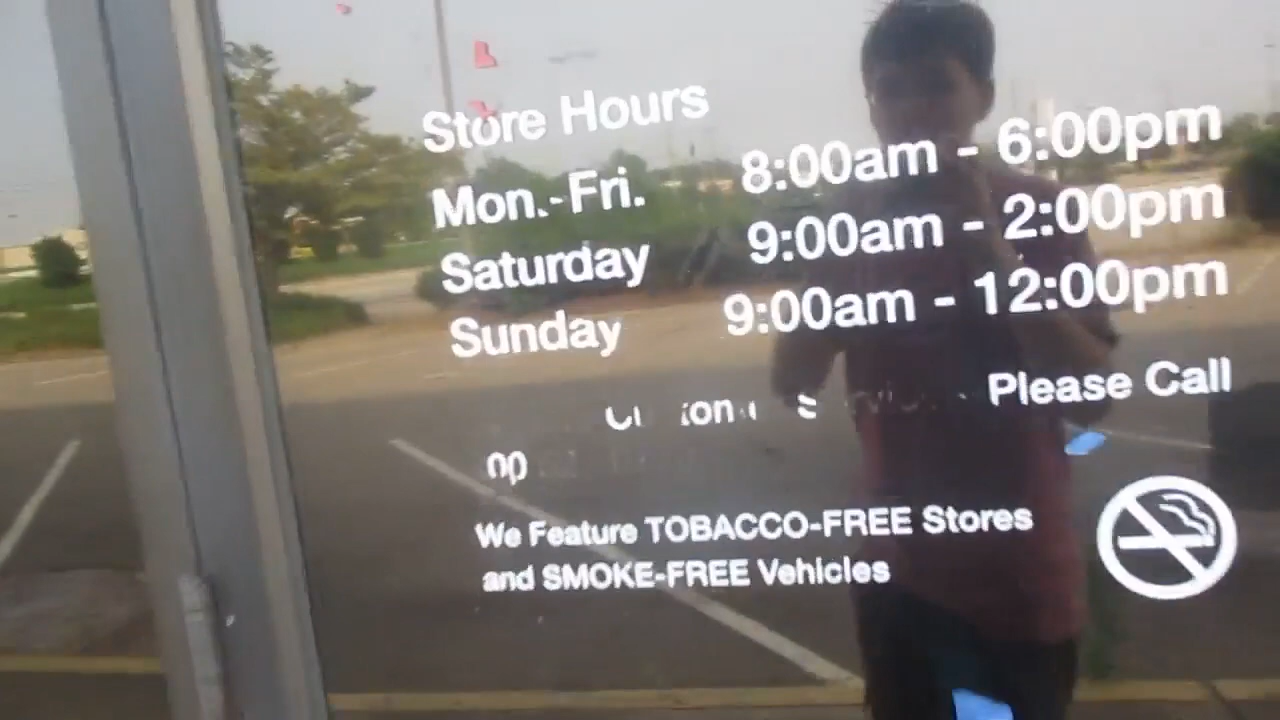 Store Hours
Mon.-Fri. 8:00am - 6:00pm
Saturday 9:00am - 2:00pm
Sunday 9:00am - 12:00pm
Please Call
We Feature TOBACCO-FREE Stores
and SMOKE-FREE Vehicles